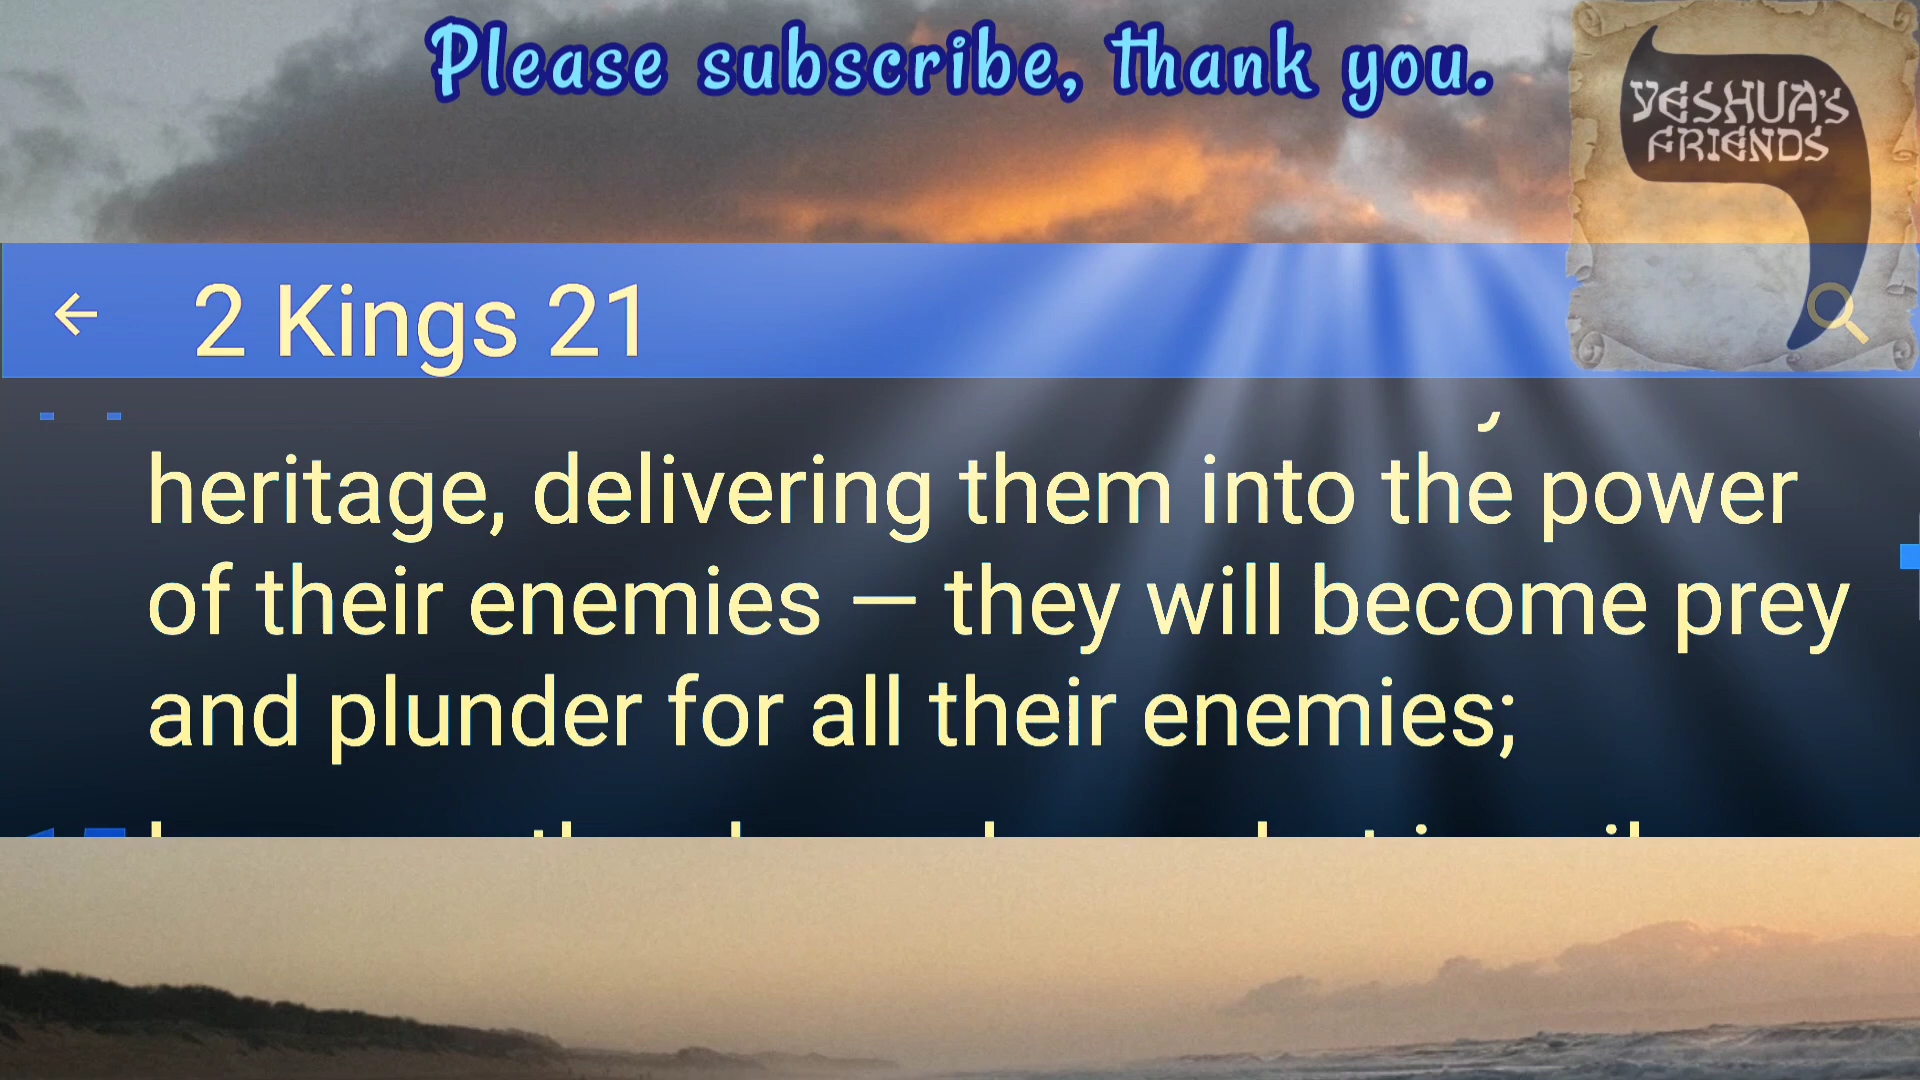 Please subscribe, thank you.
YESHUA'S
FRIENDS
2 Kings 21
heritage, delivering them into the power
of their enemies — they will become prey
and plunder for all their enemies;